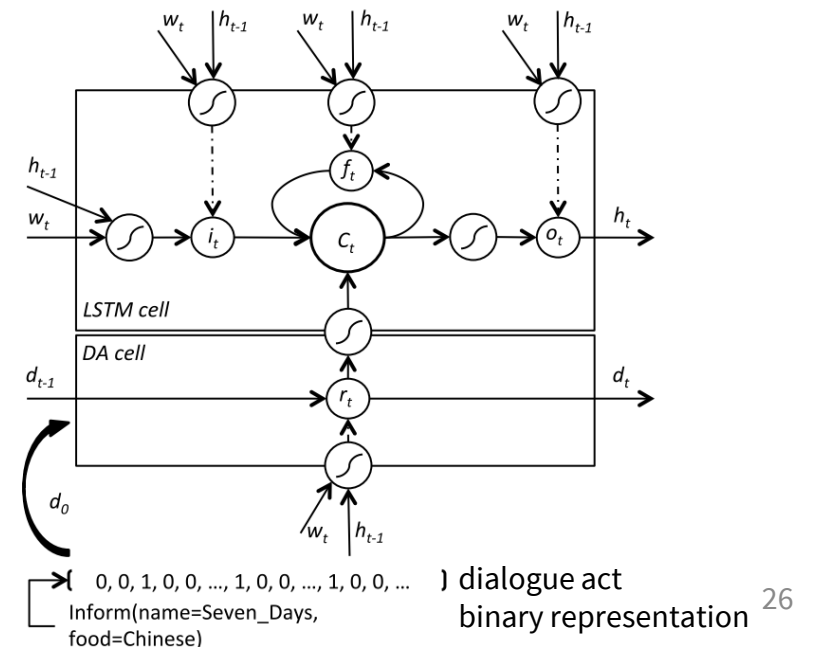 w_t h_{t-1} w_t h_{t-1} w_t h_{t-1}
f_t
h_{t-1}
w_t i_t C_t o_t h_t
LSTM cell
DA cell
d_{t-1} r_t d_t
d_0
w_t h_{t-1}
0, 0, 1, 0, 0, ..., 1, 0, 0, ..., 1, 0, 0, ... dialogue act
Inform(name=Seven_Days, binary representation 26
food=Chinese)